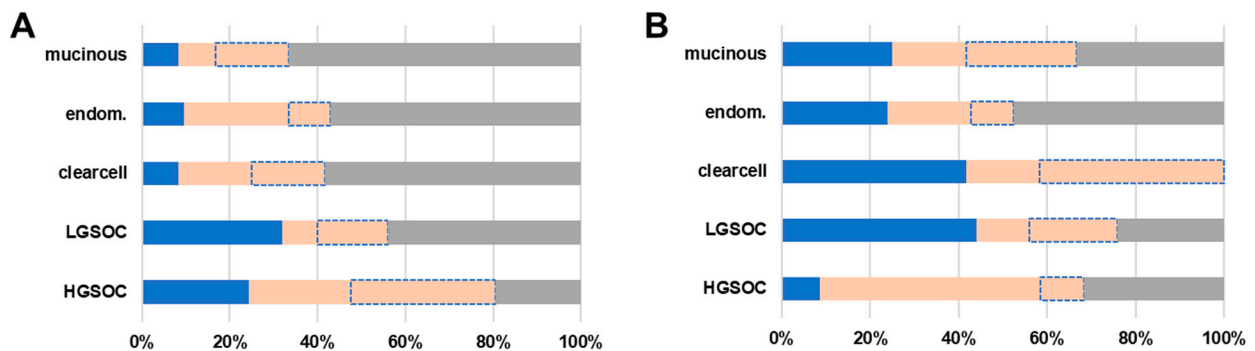 A
mucinous
endom.
clearcell
LGSOC
HGSOC
0% 20% 40% 60% 80% 100%
B
mucinous
endom.
clearcell
LGSOC
HGSOC
0% 20% 40% 60% 80% 100%